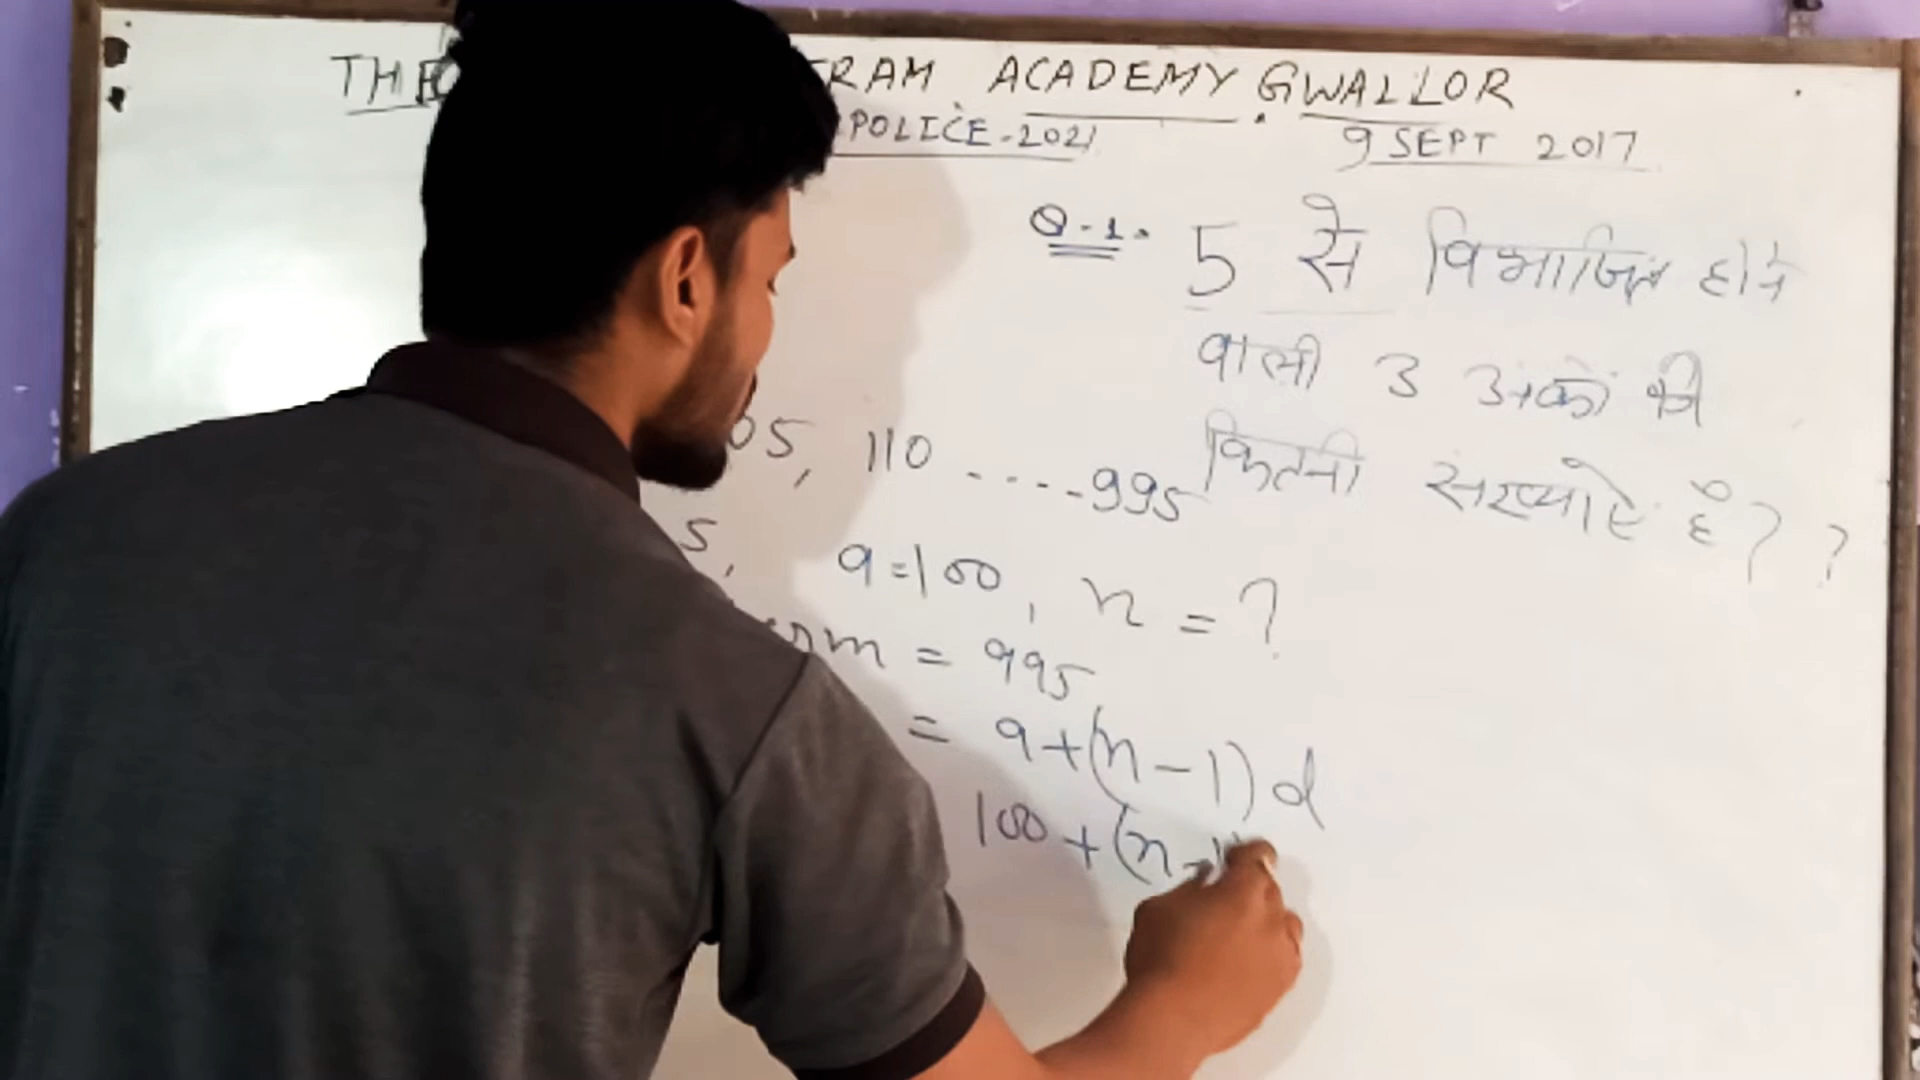 THE RAM ACADEMY GWALLOR
POLICE-2021 9 SEPT 2017
Q-1. 5 से विभाजित होने
वाली 3 अंकों की
कितनी संख्याऐं हैं ? ?
05, 110 ....995
5, a=100, n = ?
rm = 995
= a+(n-1)d
100+(n-1